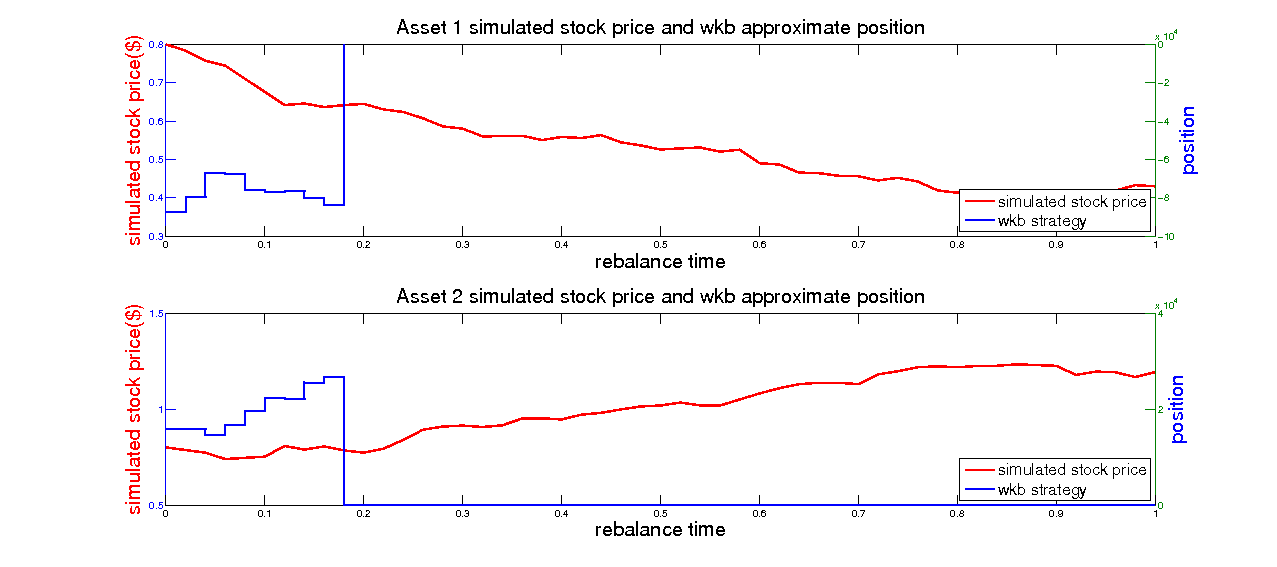 Asset 1 simulated stock price and wkb approximate position
x 10^4
simulated stock price($)
0.8
0.7
0.6
0.5
0.4
0.3
0
-2
-4
-6
-8
-10
position
simulated stock price
wkb strategy
0 0.1 0.2 0.3 0.4 0.5 0.6 0.7 0.8 0.9 1
rebalance time
Asset 2 simulated stock price and wkb approximate position
x 10^4
simulated stock price($)
1.5
1
0.5
4
2
0
position
simulated stock price
wkb strategy
0 0.1 0.2 0.3 0.4 0.5 0.6 0.7 0.8 0.9 1
rebalance time